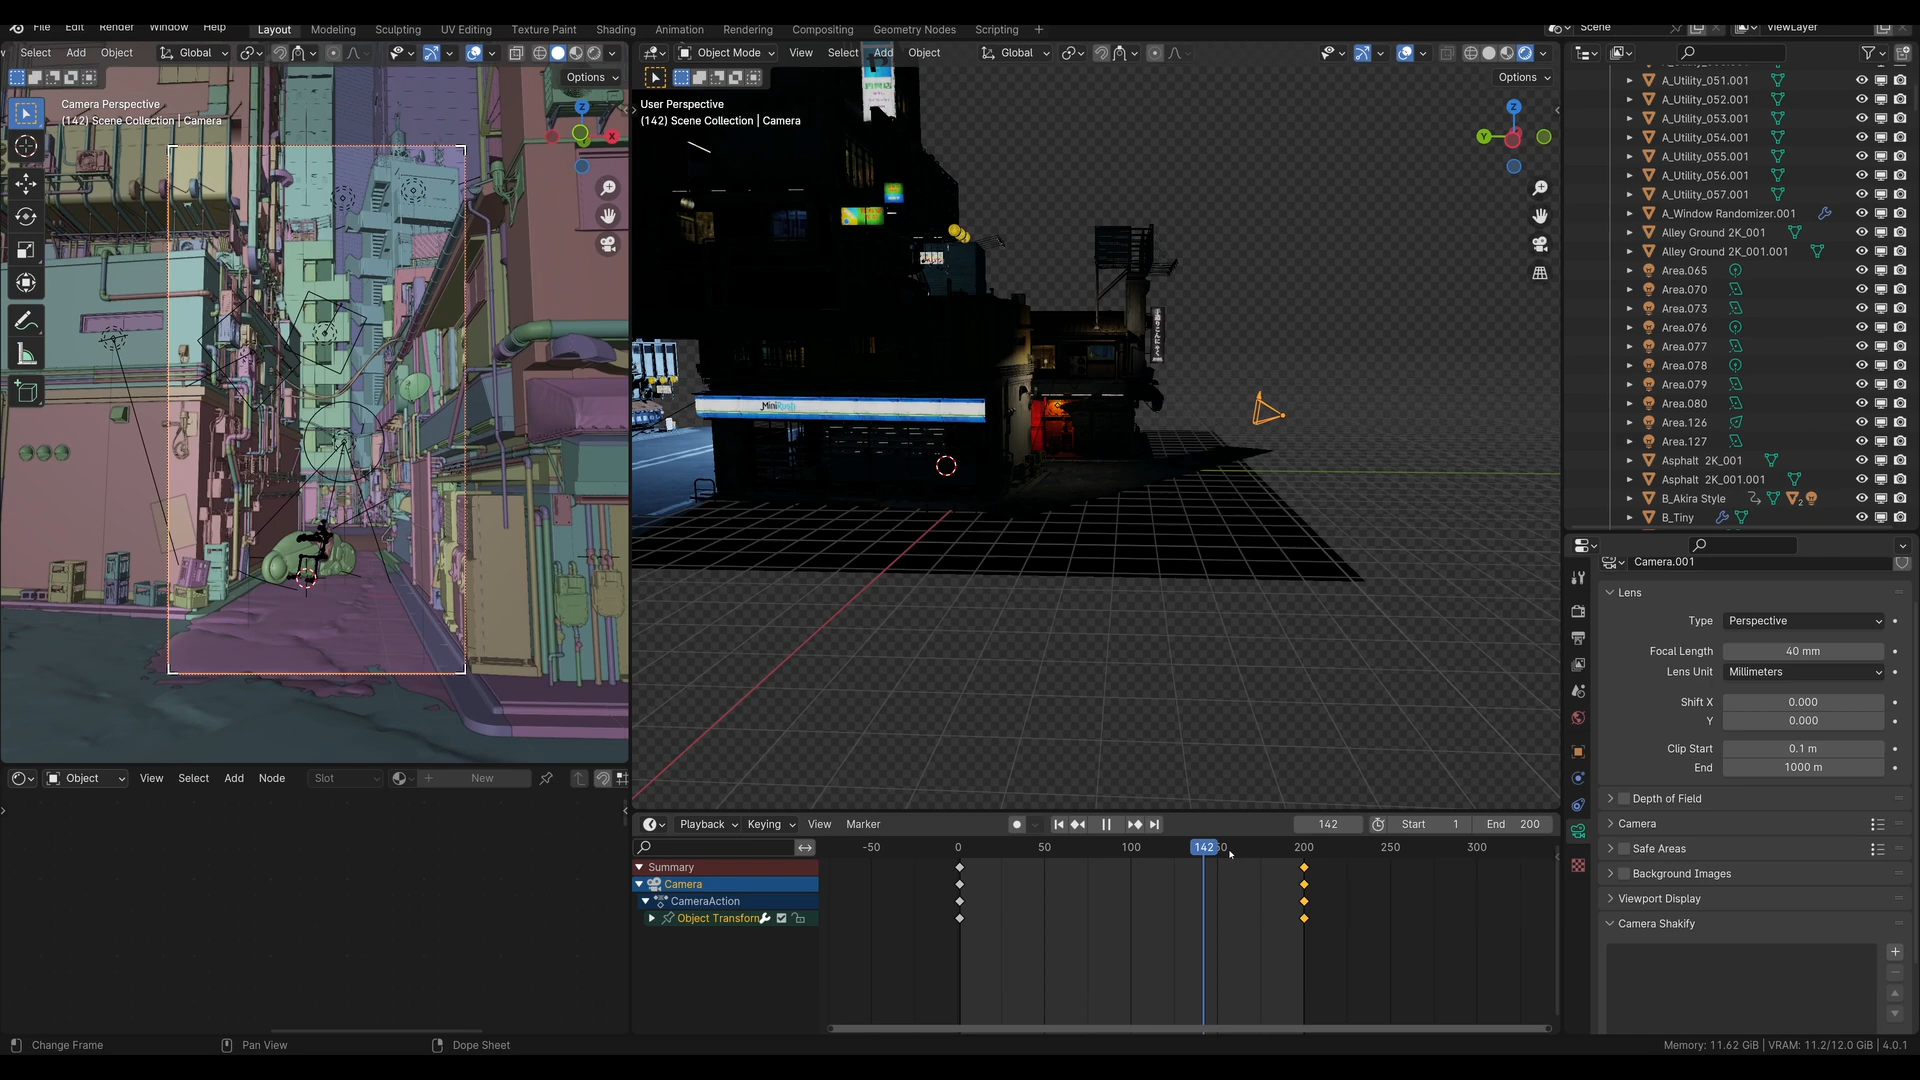 File Edit Render Window Help Layout Modeling Sculpting UV Editing Texture Paint Shading Animation Rendering Compositing Geometry Nodes Scripting + Scene ViewLayer
Select Add Object Global
Options
Camera Perspective
(142) Scene Collection | Camera
Z
X
Y
Object Mode View Select Add Object Global
Options
User Perspective
(142) Scene Collection | Camera
Z
Y
MiniRush
A_Utility_051.001
A_Utility_052.001
A_Utility_053.001
A_Utility_054.001
A_Utility_055.001
A_Utility_056.001
A_Utility_057.001
A_Window Randomizer.001
Alley Ground 2K_001
Alley Ground 2K_001.001
Area.065
Area.070
Area.073
Area.076
Area.077
Area.078
Area.079
Area.080
Area.126
Area.127
Asphalt 2K_001
Asphalt 2K_001.001
B_Akira Style 2
B_Tiny
Camera.001
Lens
Type Perspective
Focal Length 40 mm
Lens Unit Millimeters
Shift X 0.000
Y 0.000
Clip Start 0.1 m
End 1000 m
Depth of Field
Camera
Safe Areas
Background Images
Viewport Display
Camera Shakify
Object View Select Add Node Slot New
Playback Keying View Marker 142 Start 1 End 200
-50 0 50 100 142 200 250 300
Summary
Camera
CameraAction
Object Transform
Change Frame Pan View Dope Sheet Memory: 11.62 GiB | VRAM: 11.2/12.0 GiB | 4.0.1